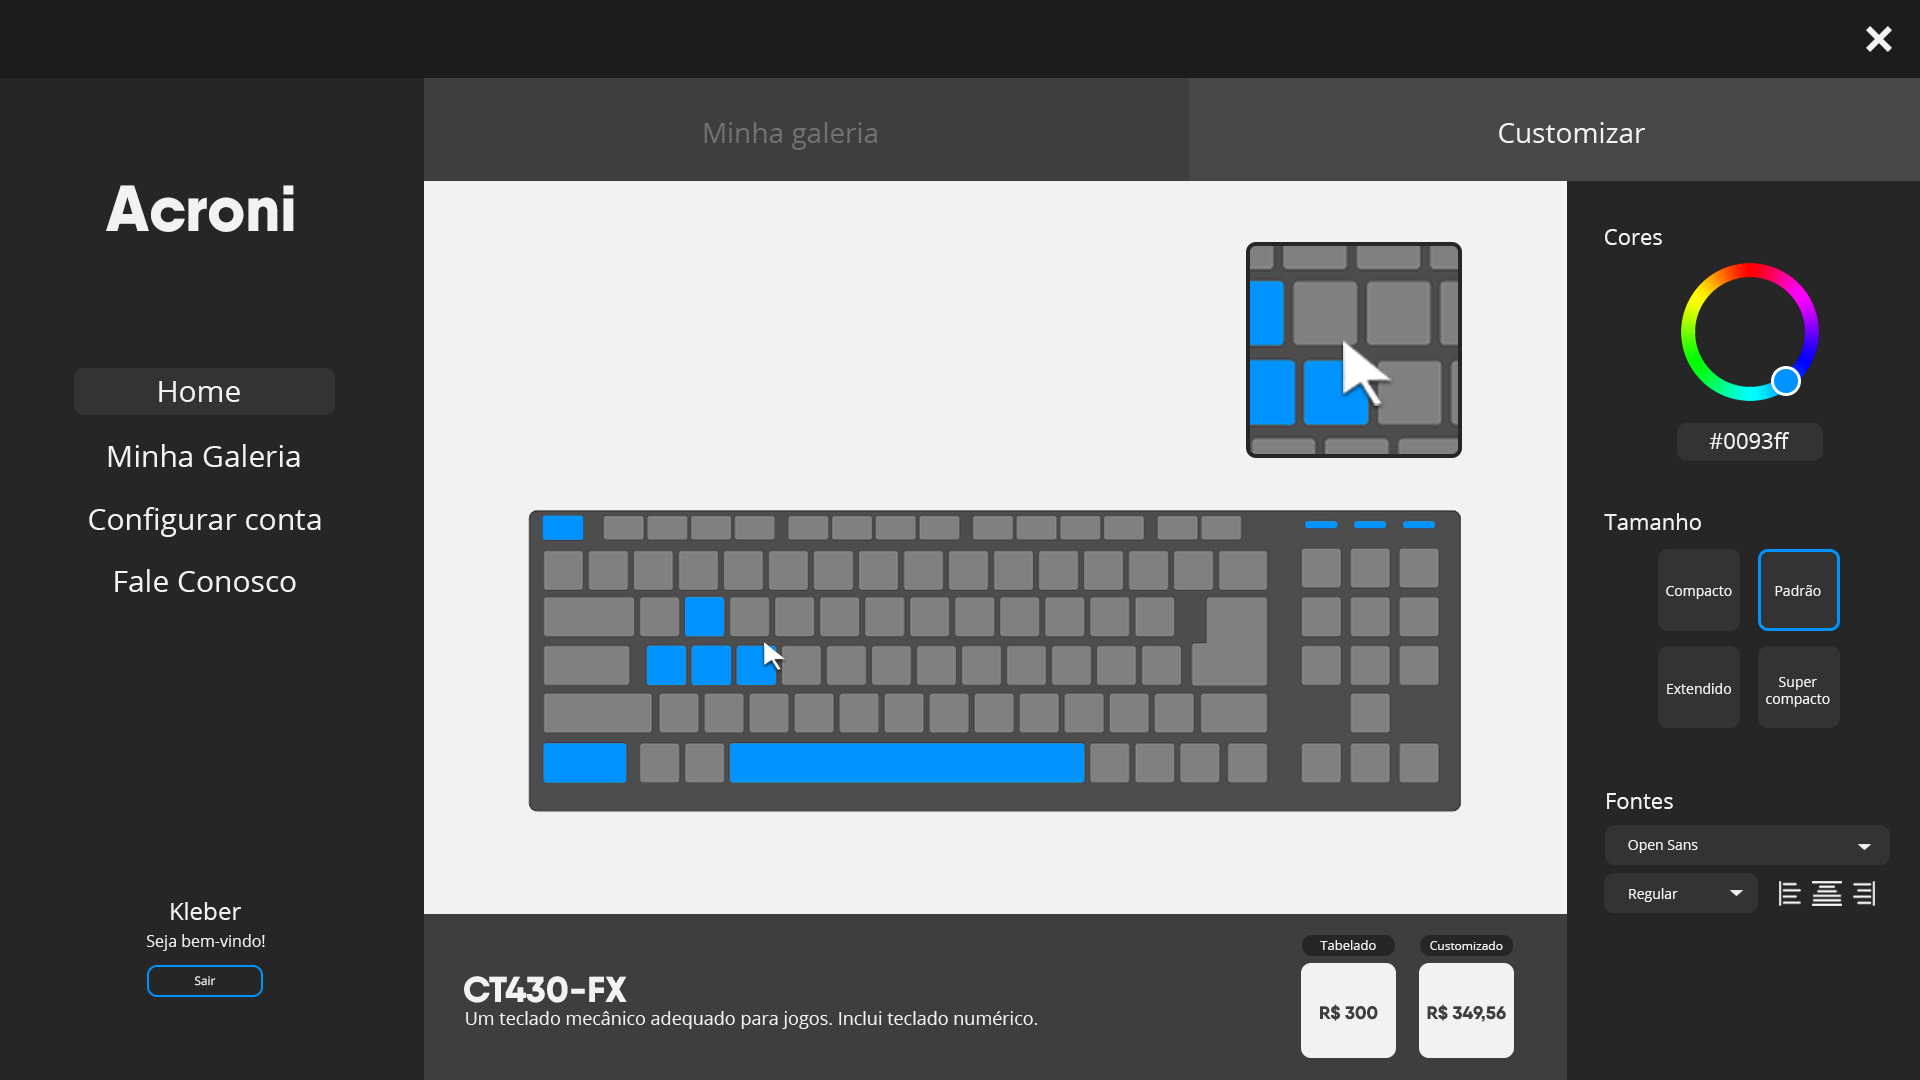 Minha galeria
Customizar
Acroni
Home
Minha Galeria
Configurar conta
Fale Conosco
Kleber
Seja bem-vindo!
Sair
Cores
#0093ff
Tamanho
Compacto
Padrão
Extendido
Super
compacto
Fontes
Open Sans
Regular
CT430-FX
Um teclado mecânico adequado para jogos. Inclui teclado numérico.
Tabelado
R$ 300
Customizado
R$ 349,56